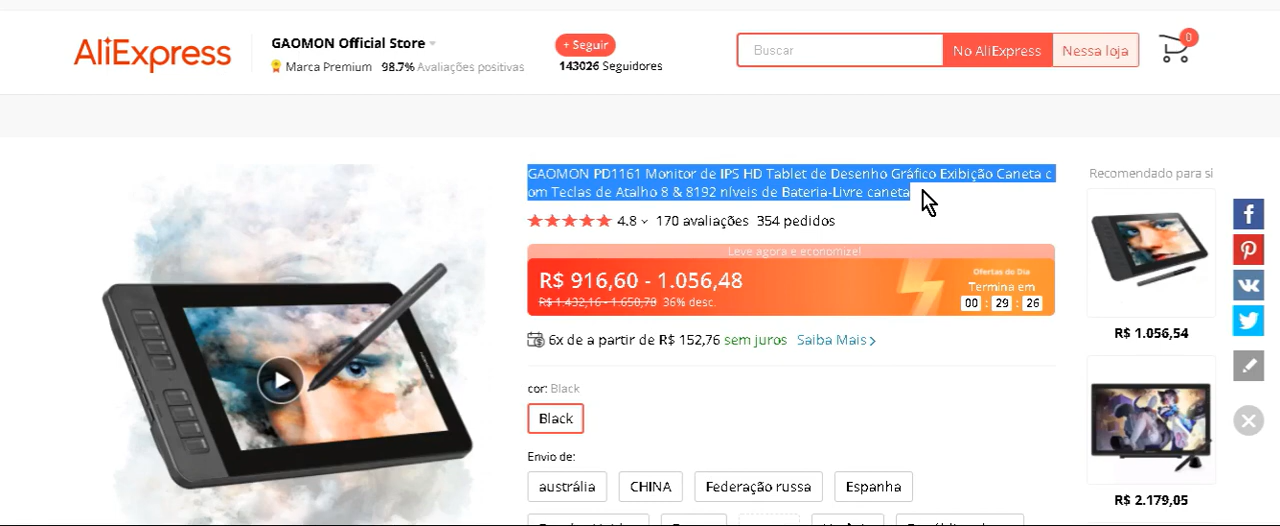 AliExpress
GAOMON Official Store
Marca Premium 98.7% Avaliações positivas
+ Seguir
143026 Seguidores
Buscar
No AliExpress
Nessa loja
0
GAOMON PD1161 Monitor de IPS HD Tablet de Desenho Gráfico Exibição Caneta c
om Teclas de Atalho 8 & 8192 níveis de Bateria-Livre caneta
4.8 170 avaliações 354 pedidos
Leve agora e economize!
R$ 916,60 - 1.056,48
R$ 1.432,16 - 1.650,78 36% desc.
Ofertas do Dia
Termina em
00 : 29 : 26
6x de a partir de R$ 152,76 sem juros Saiba Mais
cor: Black
Black
Envio de:
austrália
CHINA
Federação russa
Espanha
Recomendado para si
R$ 1.056,54
R$ 2.179,05